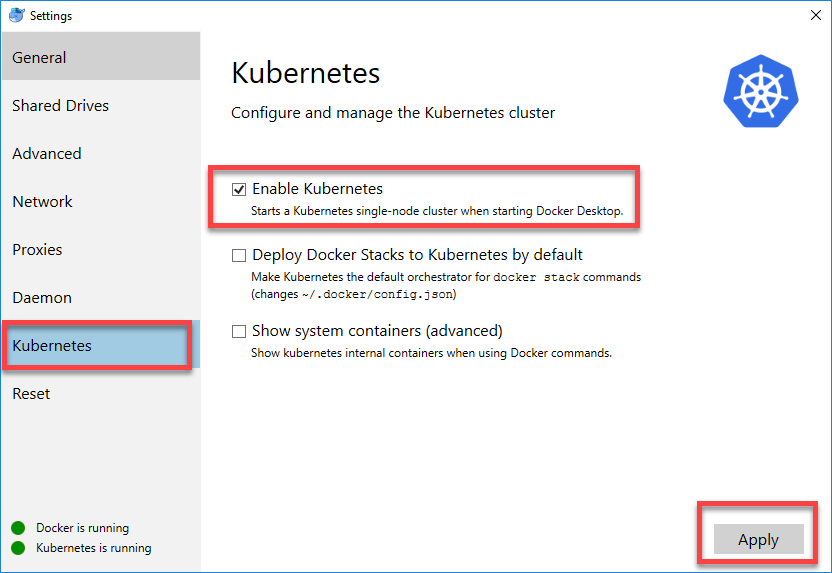 Settings
General
Shared Drives
Advanced
Network
Proxies
Daemon
Kubernetes
Reset
Docker is running
Kubernetes is running
Kubernetes
Configure and manage the Kubernetes cluster
Enable Kubernetes
Starts a Kubernetes single-node cluster when starting Docker Desktop.
Deploy Docker Stacks to Kubernetes by default
Make Kubernetes the default orchestrator for docker stack commands
(changes ~/.docker/config.json)
Show system containers (advanced)
Show kubernetes internal containers when using Docker commands.
Apply